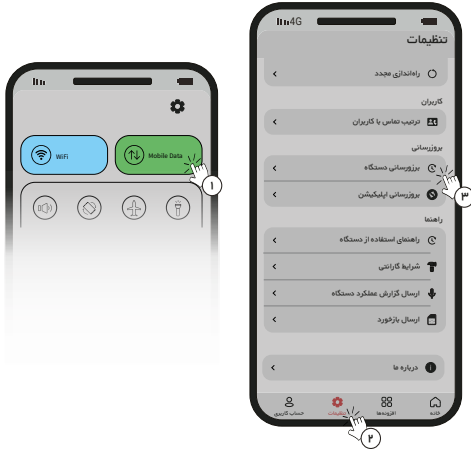 WiFi
Mobile Data
۱
4G
تنظیمات
راه‌اندازی مجدد
کاربران
ترتیب تماس با کاربران
بروزرسانی
برزورسانی دستگاه
۳
بروزرسانی اپلیکیشن
راهنما
راهنمای استفاده از دستگاه
شرایط گارانتی
ارسال گزارش عملکرد دستگاه
ارسال بازخورد
درباره ما
خانه
افزونه‌ها
تنظیمات
حساب کاربری
۲